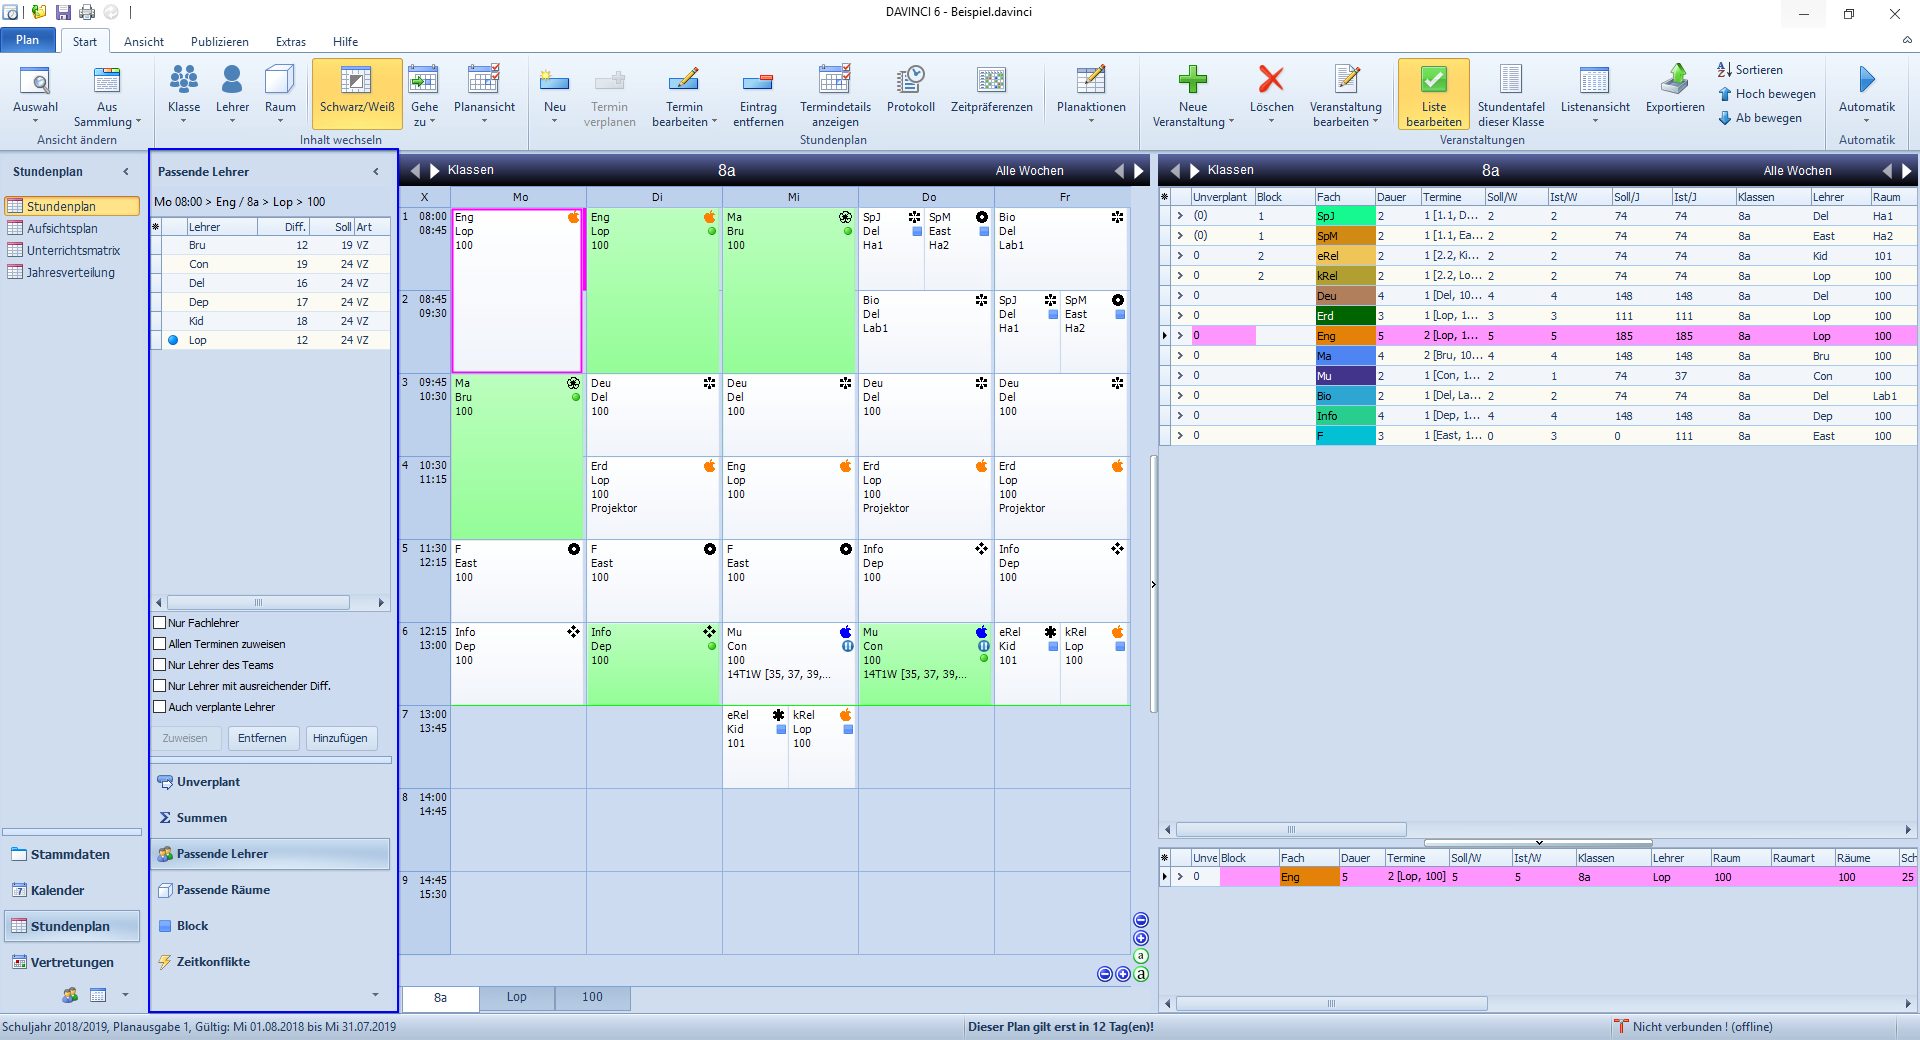 DAVINCI 6 - Beispiel.davinci
Plan Start Ansicht Publizieren Extras Hilfe
Auswahl
Aus Sammlung
Ansicht ändern
Klasse
Lehrer
Raum
Schwarz/Weiß
Gehe zu
Planansicht
Inhalt wechseln
Neu
Termin verplanen
Termin bearbeiten
Eintrag entfernen
Termindetails anzeigen
Protokoll
Zeitpräferenzen
Planaktionen
Stundenplan
Neue Veranstaltung
Löschen
Veranstaltung bearbeiten
Liste bearbeiten
Stundentafel dieser Klasse
Listenansicht
Exportieren
Sortieren
Hoch bewegen
Ab bewegen
Veranstaltungen
Automatik
Automatik
Stundenplan
Stundenplan
Aufsichtsplan
Unterrichtsmatrix
Jahresverteilung
Stammdaten
Kalender
Stundenplan
Vertretungen
Passende Lehrer
Mo 08:00 > Eng / 8a > Lop > 100
Lehrer Diff. Soll Art
Bru 12 19 VZ
Con 19 24 VZ
Del 16 24 VZ
Dep 17 24 VZ
Kid 18 24 VZ
Lop 12 24 VZ
Nur Fachlehrer
Allen Terminen zuweisen
Nur Lehrer des Teams
Nur Lehrer mit ausreichender Diff.
Auch verplante Lehrer
Zuweisen Entfernen Hinzufügen
Unverplant
Summen
Passende Lehrer
Passende Räume
Block
Zeitkonflikte
Klassen 8a Alle Wochen
X Mo Di Mi Do Fr
1 08:00 Eng Eng Ma SpJ SpM Bio
08:45 Lop Lop Bru Del East Del
100 100 100 Ha1 Ha2 Lab1
2 08:45 Bio SpJ SpM
09:30 Del Del East
Lab1 Ha1 Ha2
3 09:45 Ma Deu Deu Deu Deu
10:30 Bru Del Del Del Del
100 100 100 100 100
4 10:30 Erd Eng Erd Erd
11:15 Lop Lop Lop Lop
100 100 100 100
Projektor Projektor Projektor
5 11:30 F F F Info Info
12:15 East East East Dep Dep
100 100 100 100 100
6 12:15 Info Info Mu Mu eRel kRel
13:00 Dep Dep Con Con Kid Lop
100 100 100 100 101 100
14T1W [35, 37, 39,... 14T1W [35, 37, 39,...
7 13:00 eRel kRel
13:45 Kid Lop
101 100
8 14:00
14:45
9 14:45
15:30
a
a
8a Lop 100
Klassen 8a Alle Wochen
Unverplant Block Fach Dauer Termine Soll/W Ist/W Soll/J Ist/J Klassen Lehrer Raum
(0) 1 SpJ 2 1 [1.1, D... 2 2 74 74 8a Del Ha1
(0) 1 SpM 2 1 [1.1, Ea... 2 2 74 74 8a East Ha2
0 2 eRel 2 1 [2.2, Ki... 2 2 74 74 8a Kid 101
0 2 kRel 2 1 [2.2, Lo... 2 2 74 74 8a Lop 100
0 Deu 4 1 [Del, 10... 4 4 148 148 8a Del 100
0 Erd 3 1 [Lop, 1... 3 3 111 111 8a Lop 100
0 Eng 5 2 [Lop, 1... 5 5 185 185 8a Lop 100
0 Ma 4 2 [Bru, 10... 4 4 148 148 8a Bru 100
0 Mu 2 1 [Con, 1... 2 1 74 37 8a Con 100
0 Bio 2 1 [Del, La... 2 2 74 74 8a Del Lab1
0 Info 4 1 [Dep, 1... 4 4 148 148 8a Dep 100
0 F 3 1 [East, 1... 0 3 0 111 8a East 100
Unve Block Fach Dauer Termine Soll/W Ist/W Klassen Lehrer Raum Raumart Räume Sch
0 Eng 5 2 [Lop, 100] 5 5 8a Lop 100 100 25
Schuljahr 2018/2019, Planausgabe 1, Gültig: Mi 01.08.2018 bis Mi 31.07.2019
Dieser Plan gilt erst in 12 Tag(en)!
Nicht verbunden ! (offline)